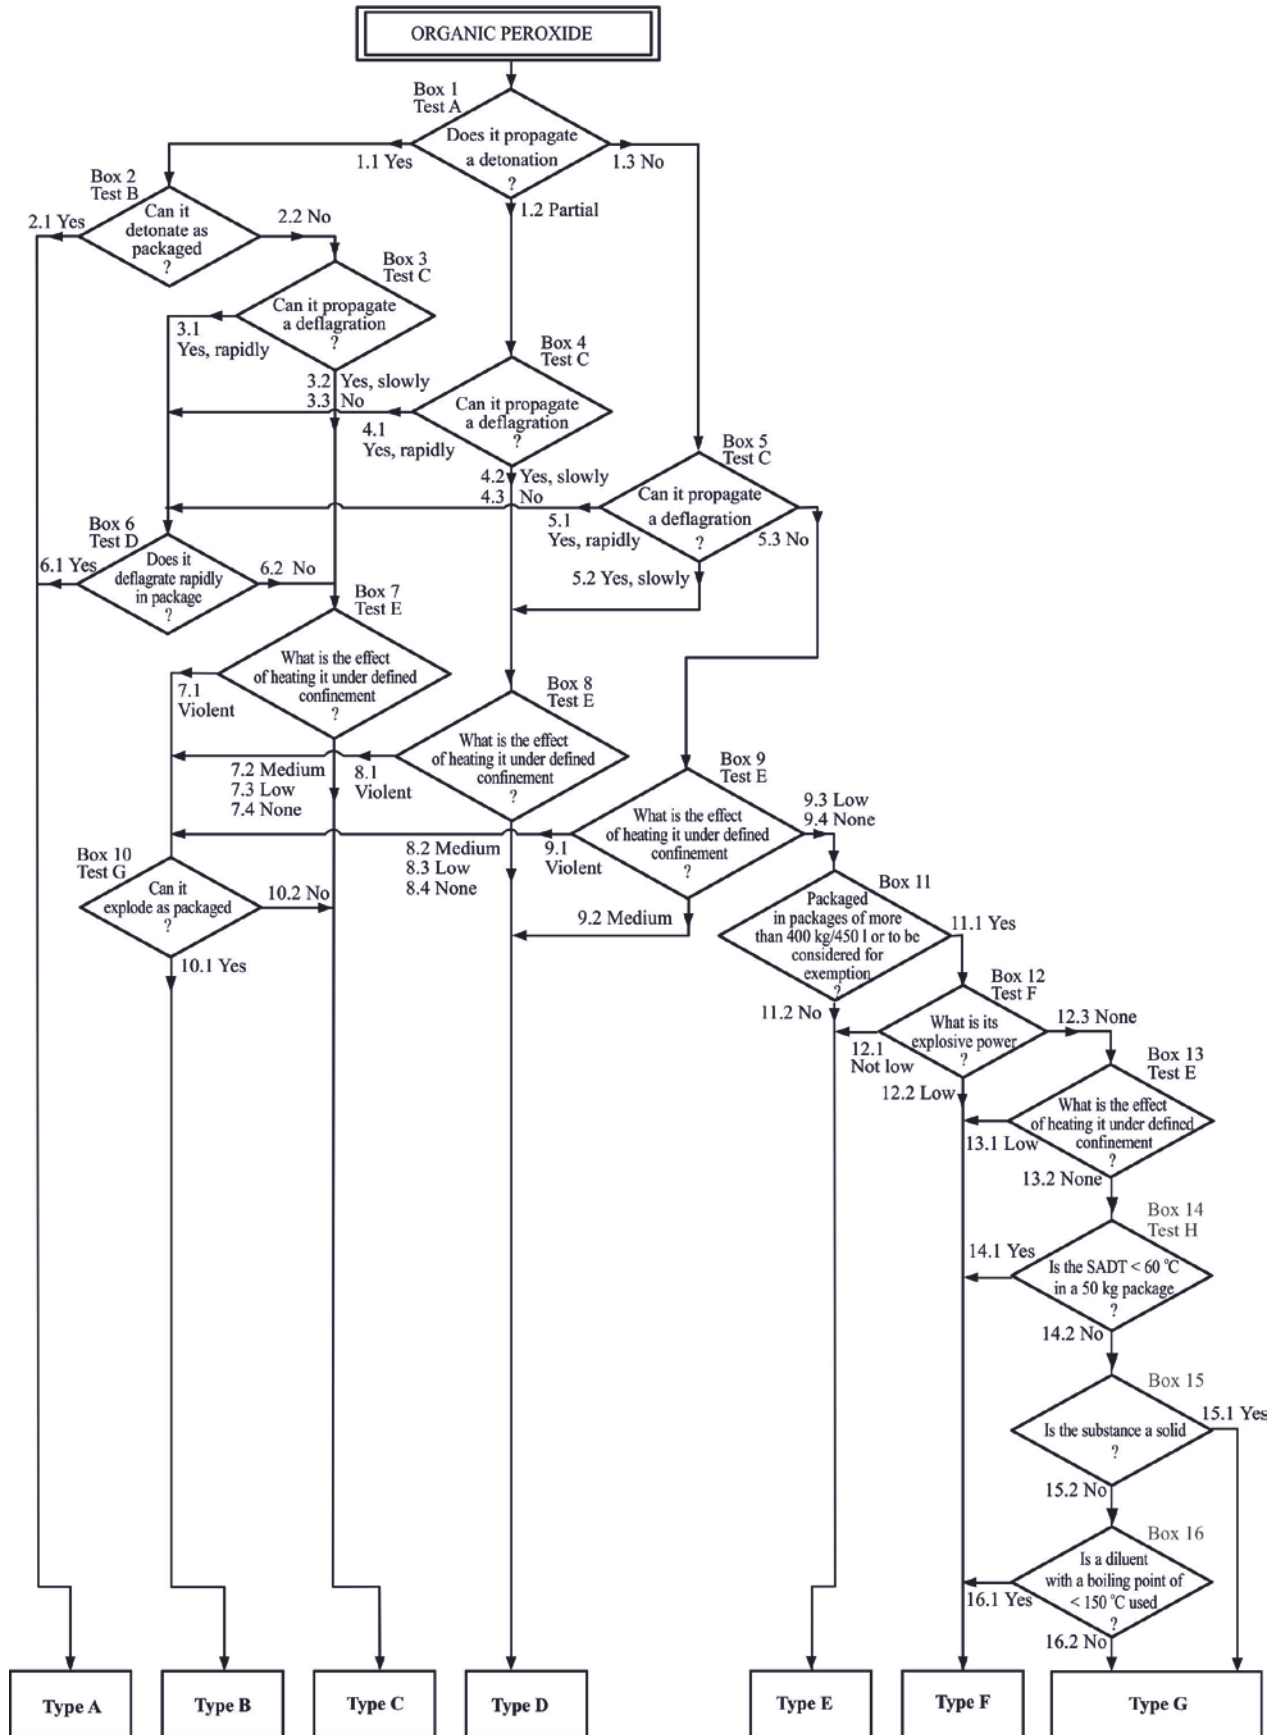 ORGANIC PEROXIDE
Box 1
Test A
Does it propagate
a detonation
?
1.1 Yes
1.3 No
1.2 Partial
Box 2
Test B
Can it
detonate as
packaged
?
2.1 Yes
2.2 No
Box 3
Test C
Can it propagate
a deflagration
?
3.1
Yes, rapidly
3.2 Yes, slowly
3.3 No
Box 4
Test C
Can it propagate
a deflagration
?
4.1
Yes, rapidly
4.2 Yes, slowly
4.3 No
Box 5
Test C
Can it propagate
a deflagration
?
5.1
Yes, rapidly
5.3 No
5.2 Yes, slowly
Box 6
Test D
Does it
deflagrate rapidly
in package
?
6.1 Yes
6.2 No
Box 7
Test E
What is the effect
of heating it under defined
confinement
?
7.1
Violent
7.2 Medium
7.3 Low
7.4 None
Box 8
Test E
What is the effect
of heating it under defined
confinement
?
8.1
Violent
8.2 Medium
8.3 Low
8.4 None
Box 9
Test E
What is the effect
of heating it under defined
confinement
?
9.3 Low
9.4 None
9.1
Violent
9.2 Medium
Box 10
Test G
Can it
explode as packaged
?
10.2 No
10.1 Yes
Box 11
Packaged
in packages of more
than 400 kg/450 l or to be
considered for
exemption
?
11.1 Yes
11.2 No
Box 12
Test F
What is its
explosive power
?
12.3 None
12.1
Not low
12.2 Low
Box 13
Test E
What is the effect
of heating it under defined
confinement
?
13.1 Low
13.2 None
Box 14
Test H
Is the SADT < 60 °C
in a 50 kg package
?
14.1 Yes
14.2 No
Box 15
Is the substance a solid
?
15.1 Yes
15.2 No
Box 16
Is a diluent
with a boiling point of
< 150 °C used
?
16.1 Yes
16.2 No
Type A
Type B
Type C
Type D
Type E
Type F
Type G